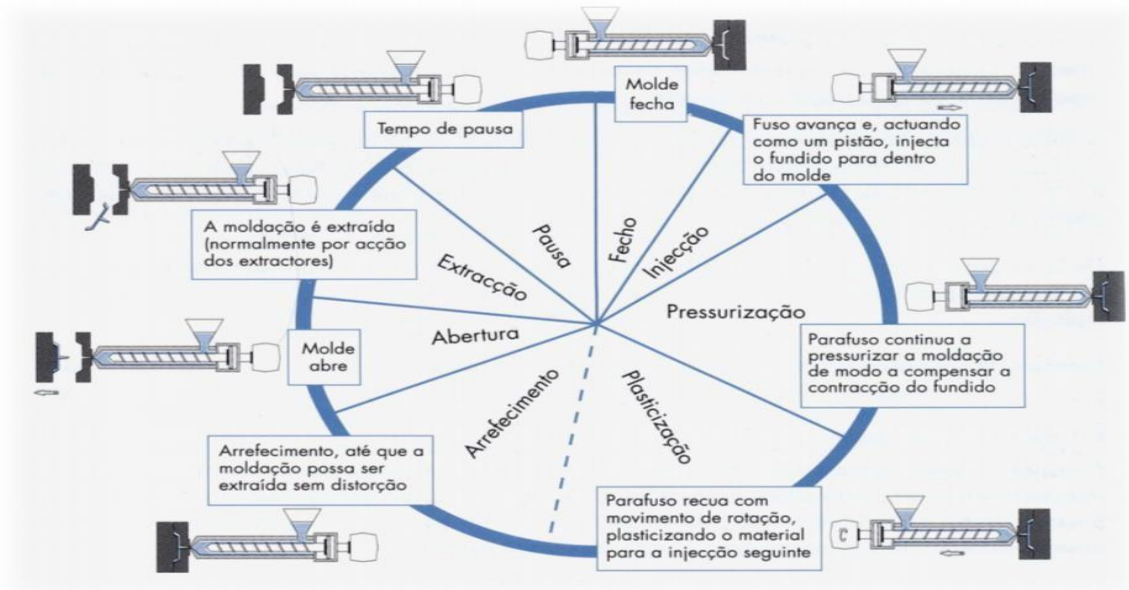 Molde
fecha
Fuso avança e, actuando
como um pistão, injecta
o fundido para dentro
do molde
Parafuso continua a
pressurizar a moldação
de modo a compensar a
contracção do fundido
Parafuso recua com
movimento de rotação,
plasticizando o material
para a injecção seguinte
Arrefecimento, até que a
moldação possa ser
extraída sem distorção
Molde
abre
A moldação é extraída
(normalmente por acção
dos extractores)
Tempo de pausa
Fecho
Injecção
Pressurização
Plasticização
Arrefecimento
Abertura
Extracção
Pausa